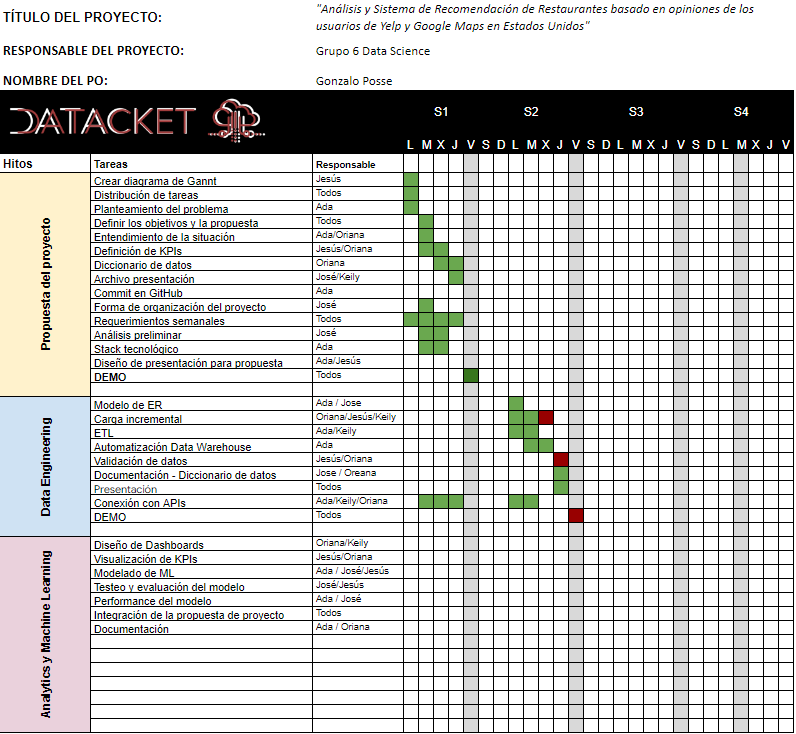 TÍTULO DEL PROYECTO:
"Análisis y Sistema de Recomendación de Restaurantes basado en opiniones de los
usuarios de Yelp y Google Maps en Estados Unidos"
RESPONSABLE DEL PROYECTO:
Grupo 6 Data Science
NOMBRE DEL PO:
Gonzalo Posse
DATACKET
S1 S2 S3 S4
L M X J V S D L M X J V S D L M X J V S D L M X J V
Hitos Tareas Responsable
Propuesta del proyecto
Crear diagrama de Gannt Jesús
Distribución de tareas Todos
Planteamiento del problema Ada
Definir los objetivos y la propuesta Todos
Entendimiento de la situación Ada/Oriana
Definición de KPIs Jesús/Oriana
Diccionario de datos Oriana
Archivo presentación José/Keily
Commit en GitHub Ada
Forma de organización del proyecto José
Requerimientos semanales Todos
Análisis preliminar José
Stack tecnológico Ada
Diseño de presentación para propuesta Ada/Jesús
DEMO Todos
Data Engineering
Modelo de ER Ada / Jose
Carga incremental Oriana/Jesús/Keily
ETL Ada/Keily
Automatización Data Warehouse Ada
Validación de datos Jesús/Oriana
Documentación - Diccionario de datos Jose / Oreana
Presentación Todos
Conexión con APIs Ada/Keily/Oriana
DEMO Todos
Analytics y Machine Learning
Diseño de Dashboards Oriana/Keily
Visualización de KPIs Jesús/Oriana
Modelado de ML Ada / José/Jesús
Testeo y evaluación del modelo José/Jesús
Performance del modelo Ada / José
Integración de la propuesta de proyecto Todos
Documentación Ada / Oriana